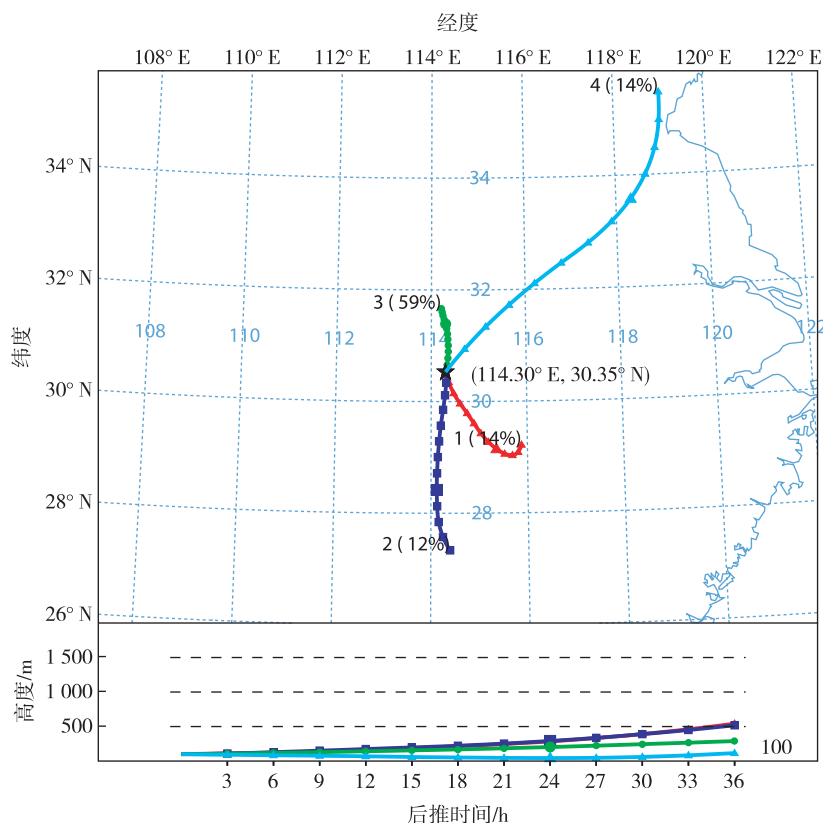 经度
108° E 110° E 112° E 114° E 116° E 118° E 120° E 122° E
4 ( 14%)
34° N
34
32° N
32
3 (59%)
108 110 112 114 116 118 120 122
纬度
(114.30° E, 30.35° N)
30° N
30
1 ( 14%)
28° N
28
2 ( 12%)
26° N
1 500
1 000
500
高度/m
100
3 6 9 12 15 18 21 24 27 30 33 36
后推时间/h